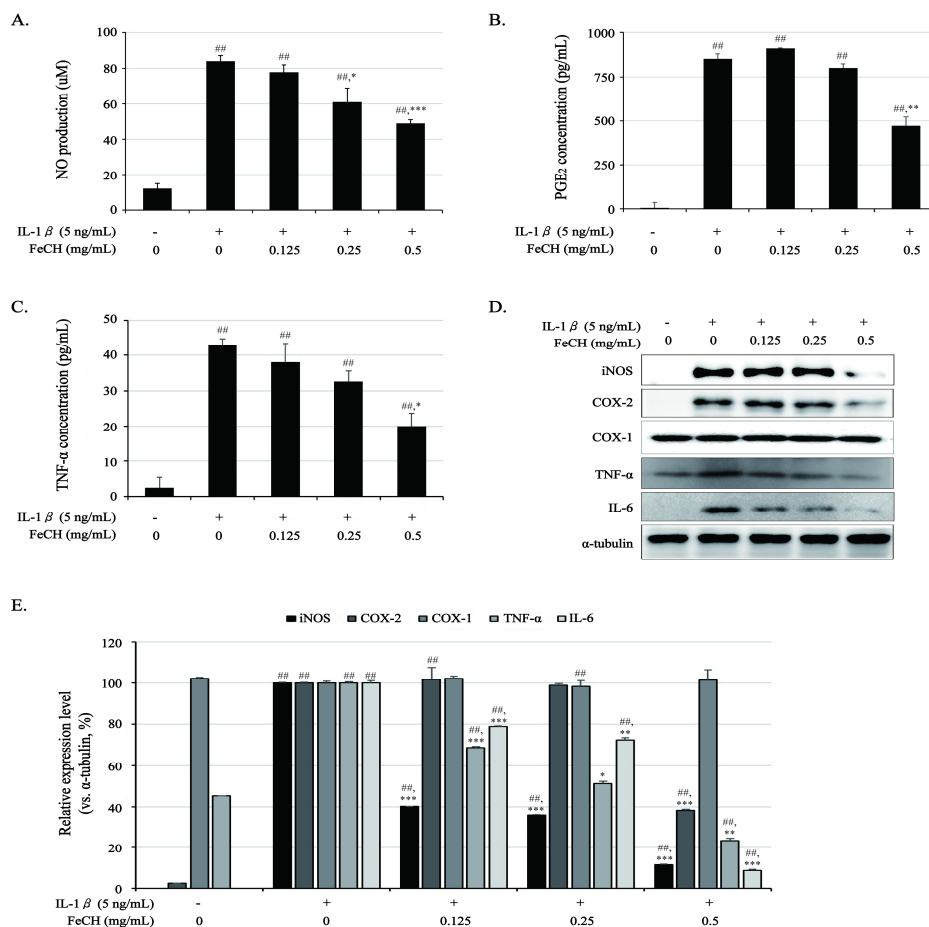 A.
NO production (uM)
100
80
60
40
20
0
##
##
##,*
##,***
IL-1β (5 ng/mL) - + + + +
FeCH (mg/mL) 0 0 0.125 0.25 0.5
B.
PGE2 concentration (pg/mL)
1000
750
500
250
0
##
##
##
##,**
IL-1β (5 ng/mL) - + + + +
FeCH (mg/mL) 0 0 0.125 0.25 0.5
C.
TNF-α concentration (pg/mL)
50
40
30
20
10
0
##
##
##
##,*
IL-1β (5 ng/mL) - + + + +
FeCH (mg/mL) 0 0 0.125 0.25 0.5
D.
IL-1β (5 ng/mL) - + + + +
FeCH (mg/mL) 0 0 0.125 0.25 0.5
iNOS
COX-2
COX-1
TNF-α
IL-6
α-tubulin
E.
iNOS COX-2 COX-1 TNF-α IL-6
Relative expression level
(vs. α-tubulin, %)
120
100
80
60
40
20
0
## ## ## ##
##,
***
##
##,
***
##,
***
##,
***
##
*
##,
**
##,
***
##,
***
##,
**
##,
***
IL-1β (5 ng/mL) - + + + +
FeCH (mg/mL) 0 0 0.125 0.25 0.5